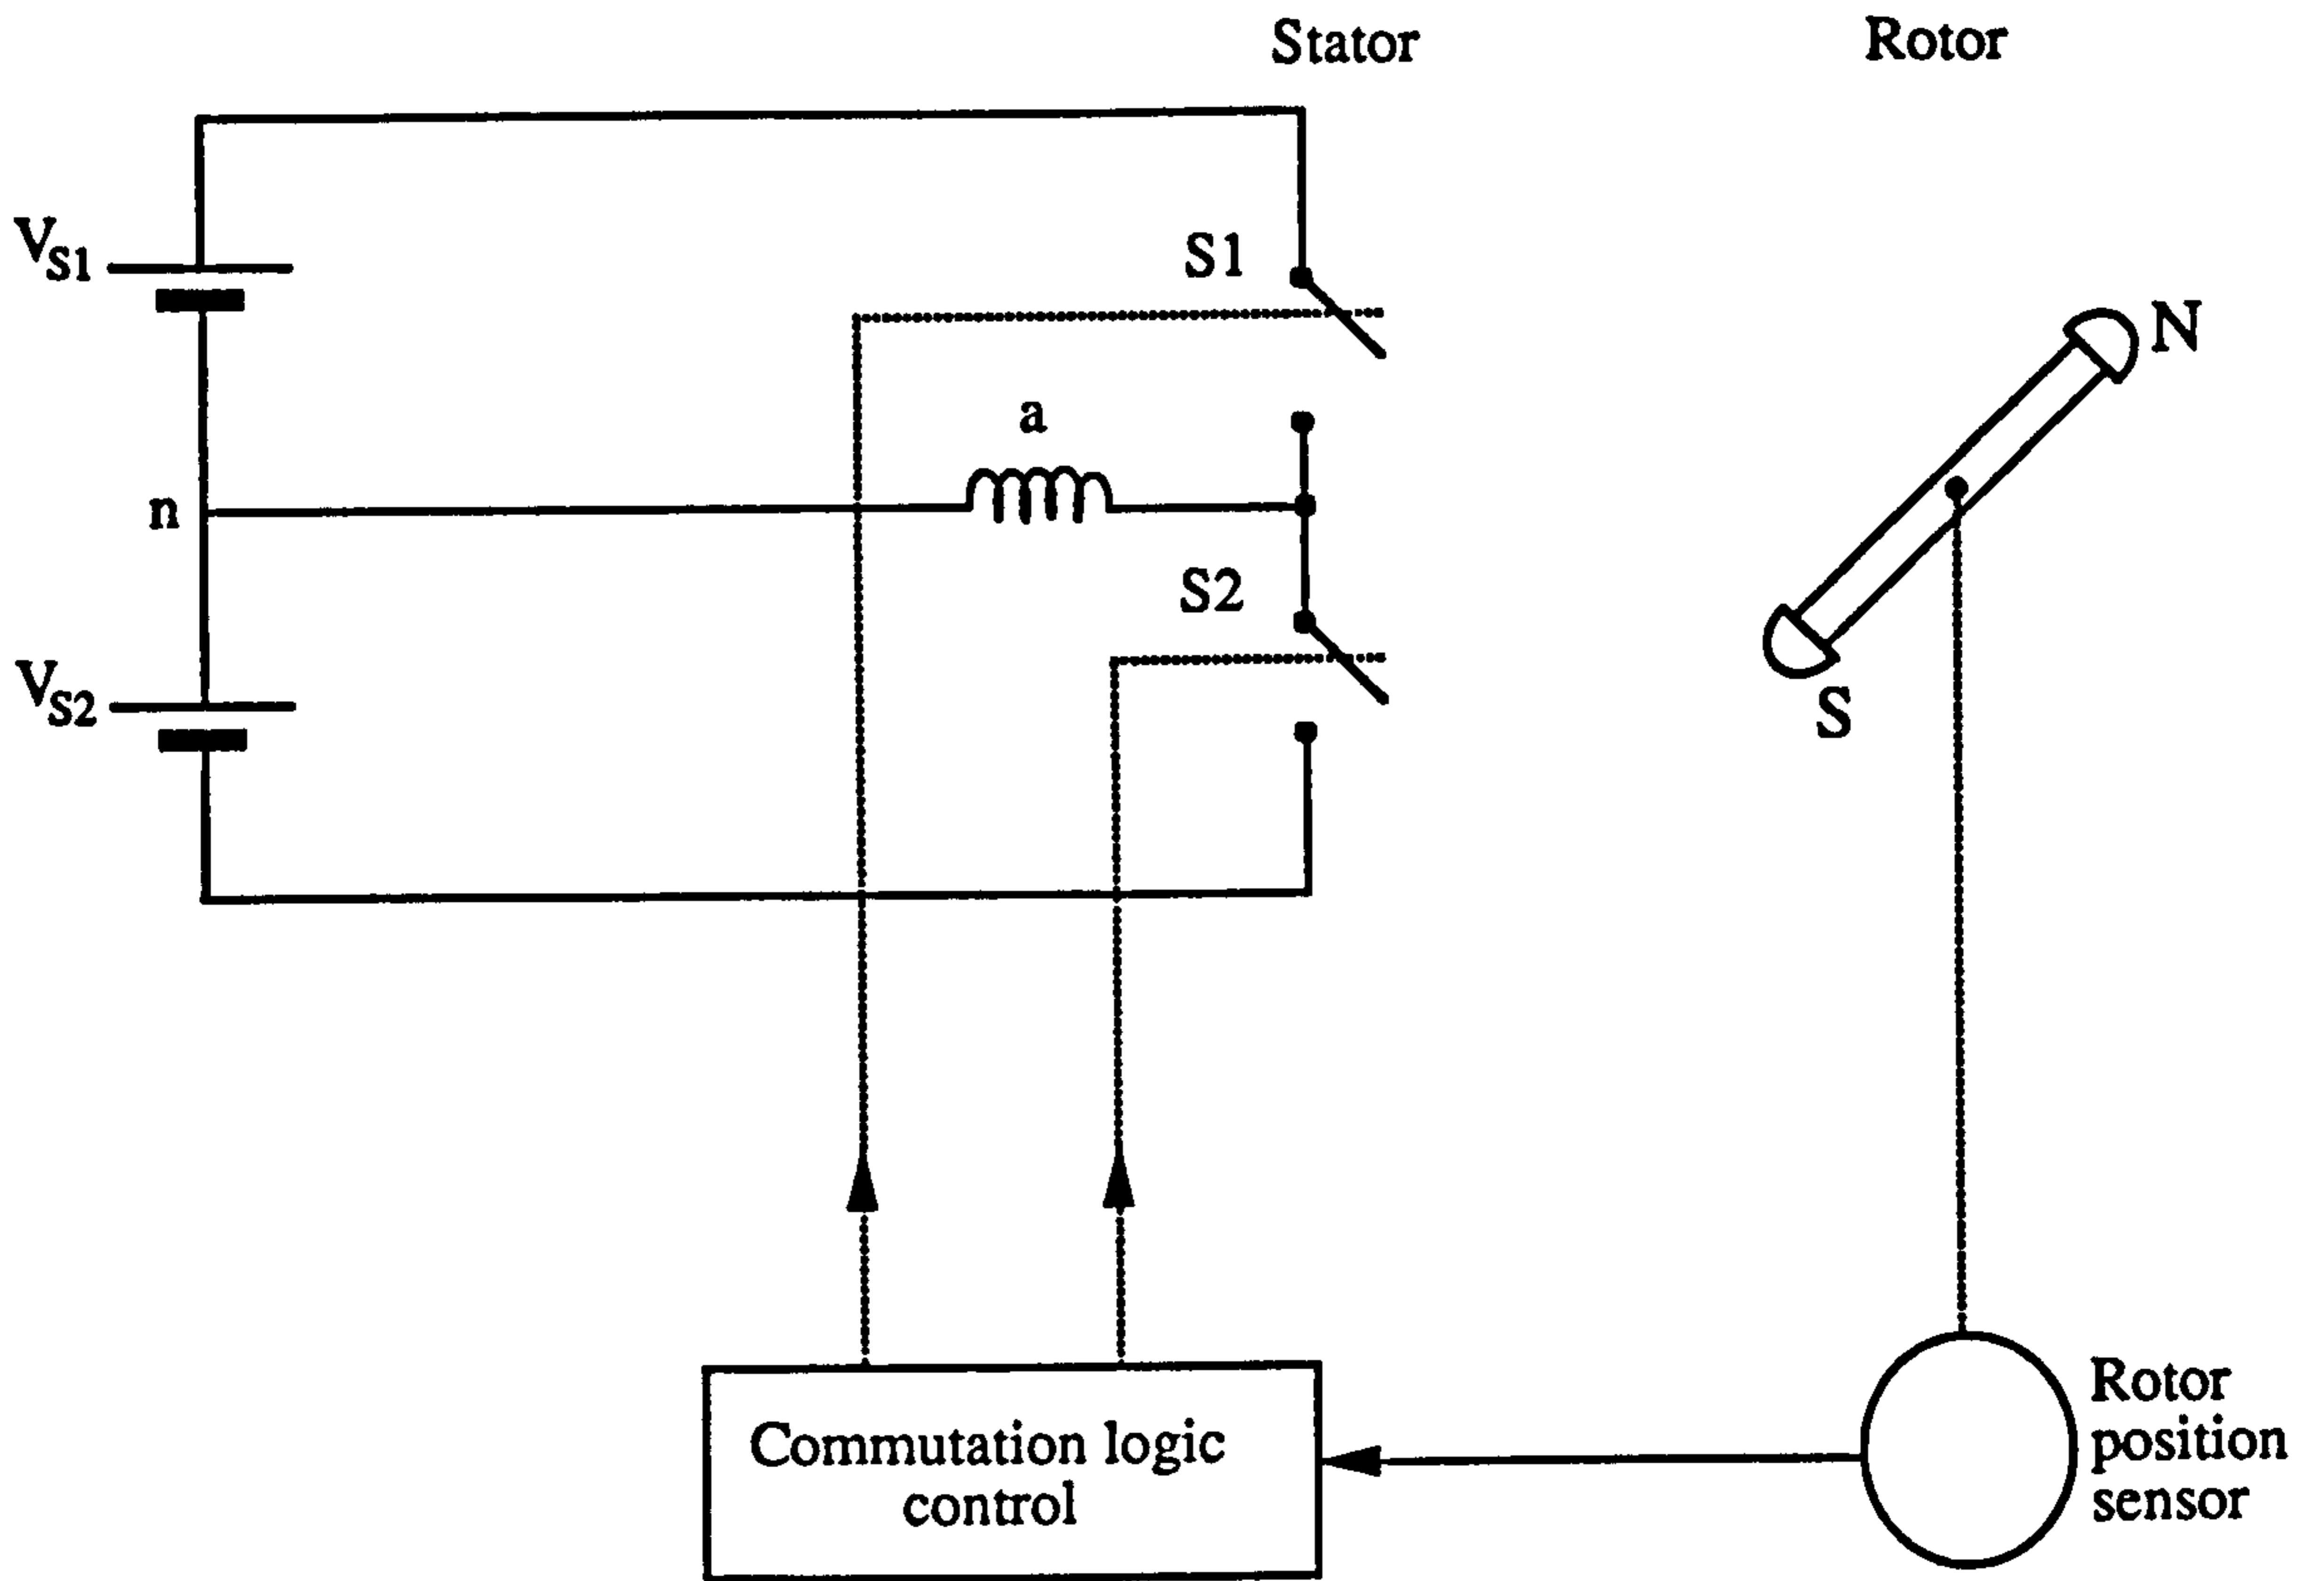 Stator
Rotor
VS1
S1
N
a
n
S2
VS2
S
Commutation logic
control
Rotor
position
sensor